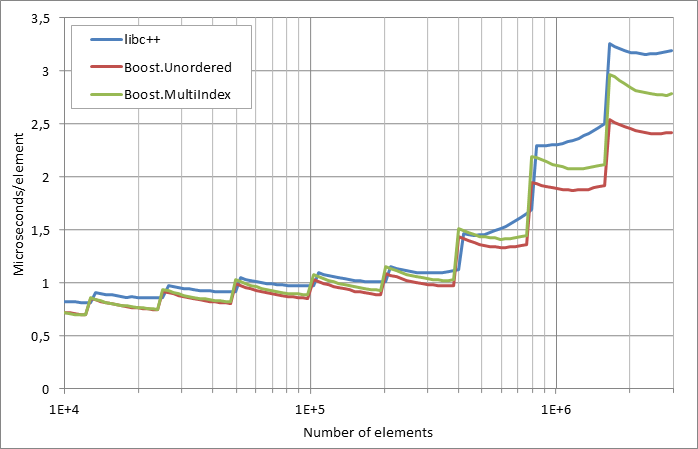 3,5
3
2,5
2
1,5
1
0,5
0
Microseconds/element
libc++
Boost.Unordered
Boost.MultiIndex
1E+4
1E+5
1E+6
Number of elements